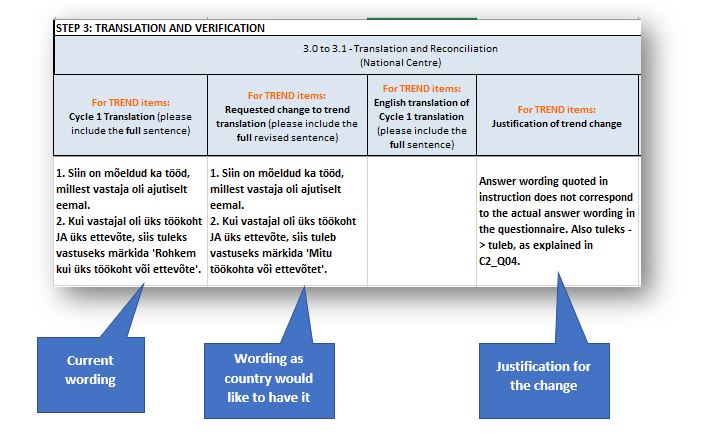 STEP 3: TRANSLATION AND VERIFICATION
3.0 to 3.1 - Translation and Reconciliation
(National Centre)
For TREND items:
Cycle 1 Translation (please
include the full sentence)
For TREND items:
Requested change to trend
translation (please include the
full revised sentence)
For TREND items:
English translation of
Cycle 1 translation
(please include the
full sentence)
For TREND items:
Justification of trend change
1. Siin on mõeldud ka tööd,
millest vastaja oli ajutiselt
eemal.
2. Kui vastajal oli üks töökoht
JA üks ettevõte, siis tuleks
vastuseks märkida 'Rohkem
kui üks töökoht või ettevõte'.
1. Siin on mõeldud ka tööd,
millest vastaja oli ajutiselt
eemal.
2. Kui vastajal oli üks töökoht
JA üks ettevõte, siis tuleb
vastuseks märkida 'Mitu
töökohta või ettevõtet'.
Answer wording quoted in
instruction does not correspond
to the actual answer wording in
the questionnaire. Also tuleks -
> tuleb, as explained in
C2_Q04.
Current
wording
Wording as
country would
like to have it
Justification for
the change